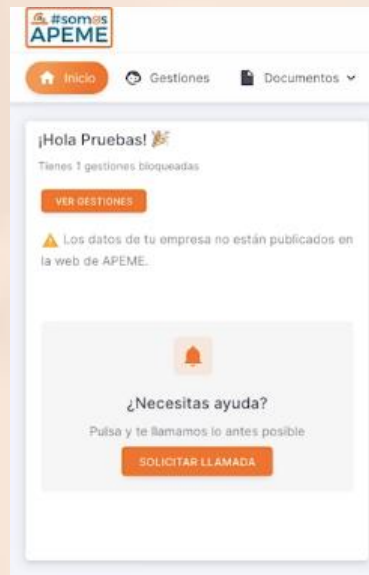 #somos
APEME
Inicio Gestiones Documentos
¡Hola Pruebas!
Tienes 1 gestiones bloqueadas
VER GESTIONES
Los datos de tu empresa no están publicados en
la web de APEME.
¿Necesitas ayuda?
Pulsa y te llamamos lo antes posible
SOLICITAR LLAMADA